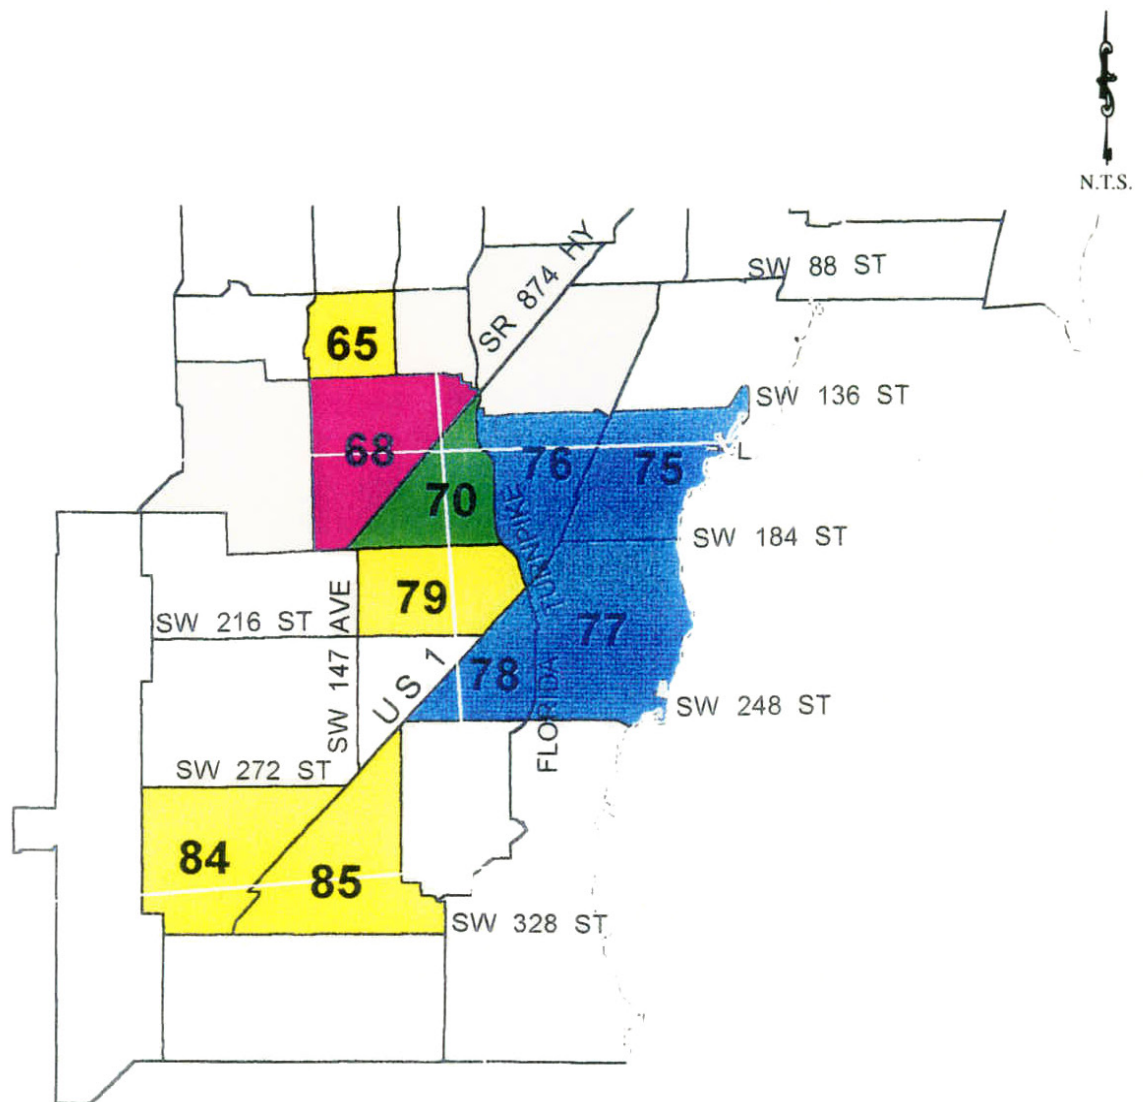 N.T.S.
SW 88 ST
SR 874 HY
65
SW 136 ST
68
76
75
L
70
TURNPIKE
SW 184 ST
79
SW 216 ST
SW 147 AVE
77
US 1
78
FLORIDA
SW 248 ST
SW 272 ST
84
85
SW 328 ST